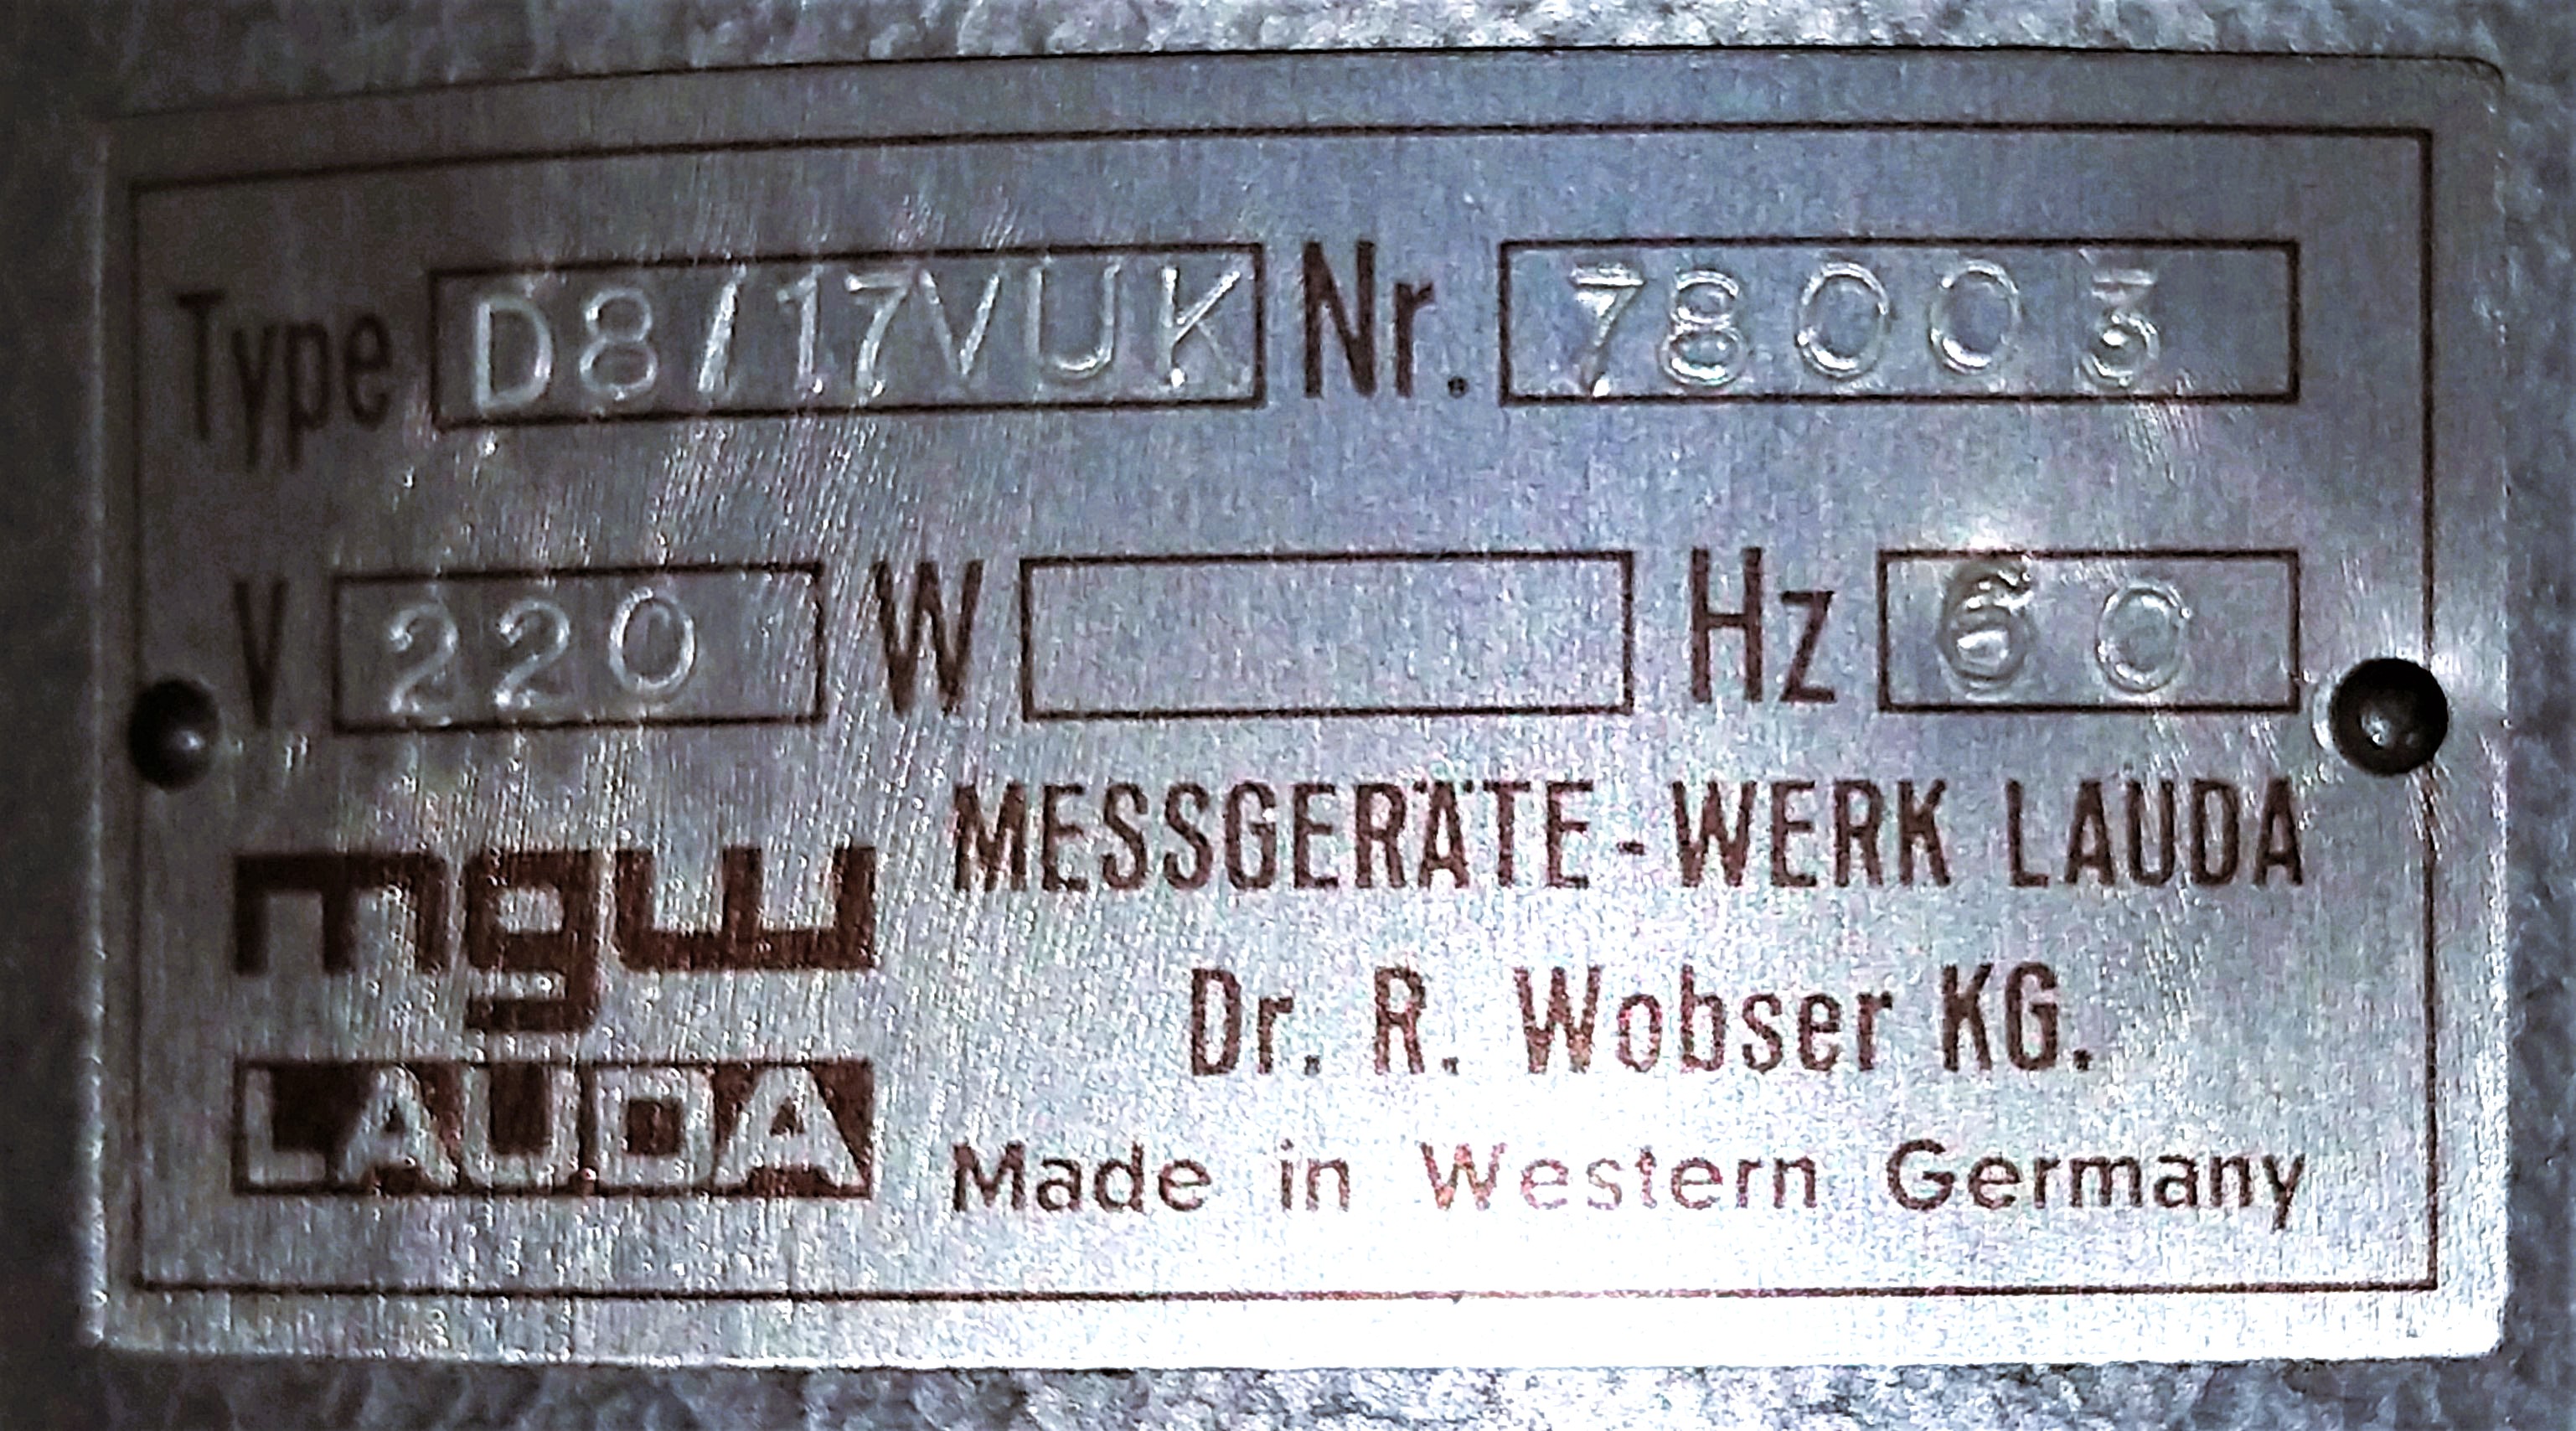 Type D8/17VUK Nr. 78003
V 220 W Hz 60
mgw
LAUDA
MESSGERÄTE-WERK LAUDA
Dr. R. Wobser KG.
Made in Western Germany